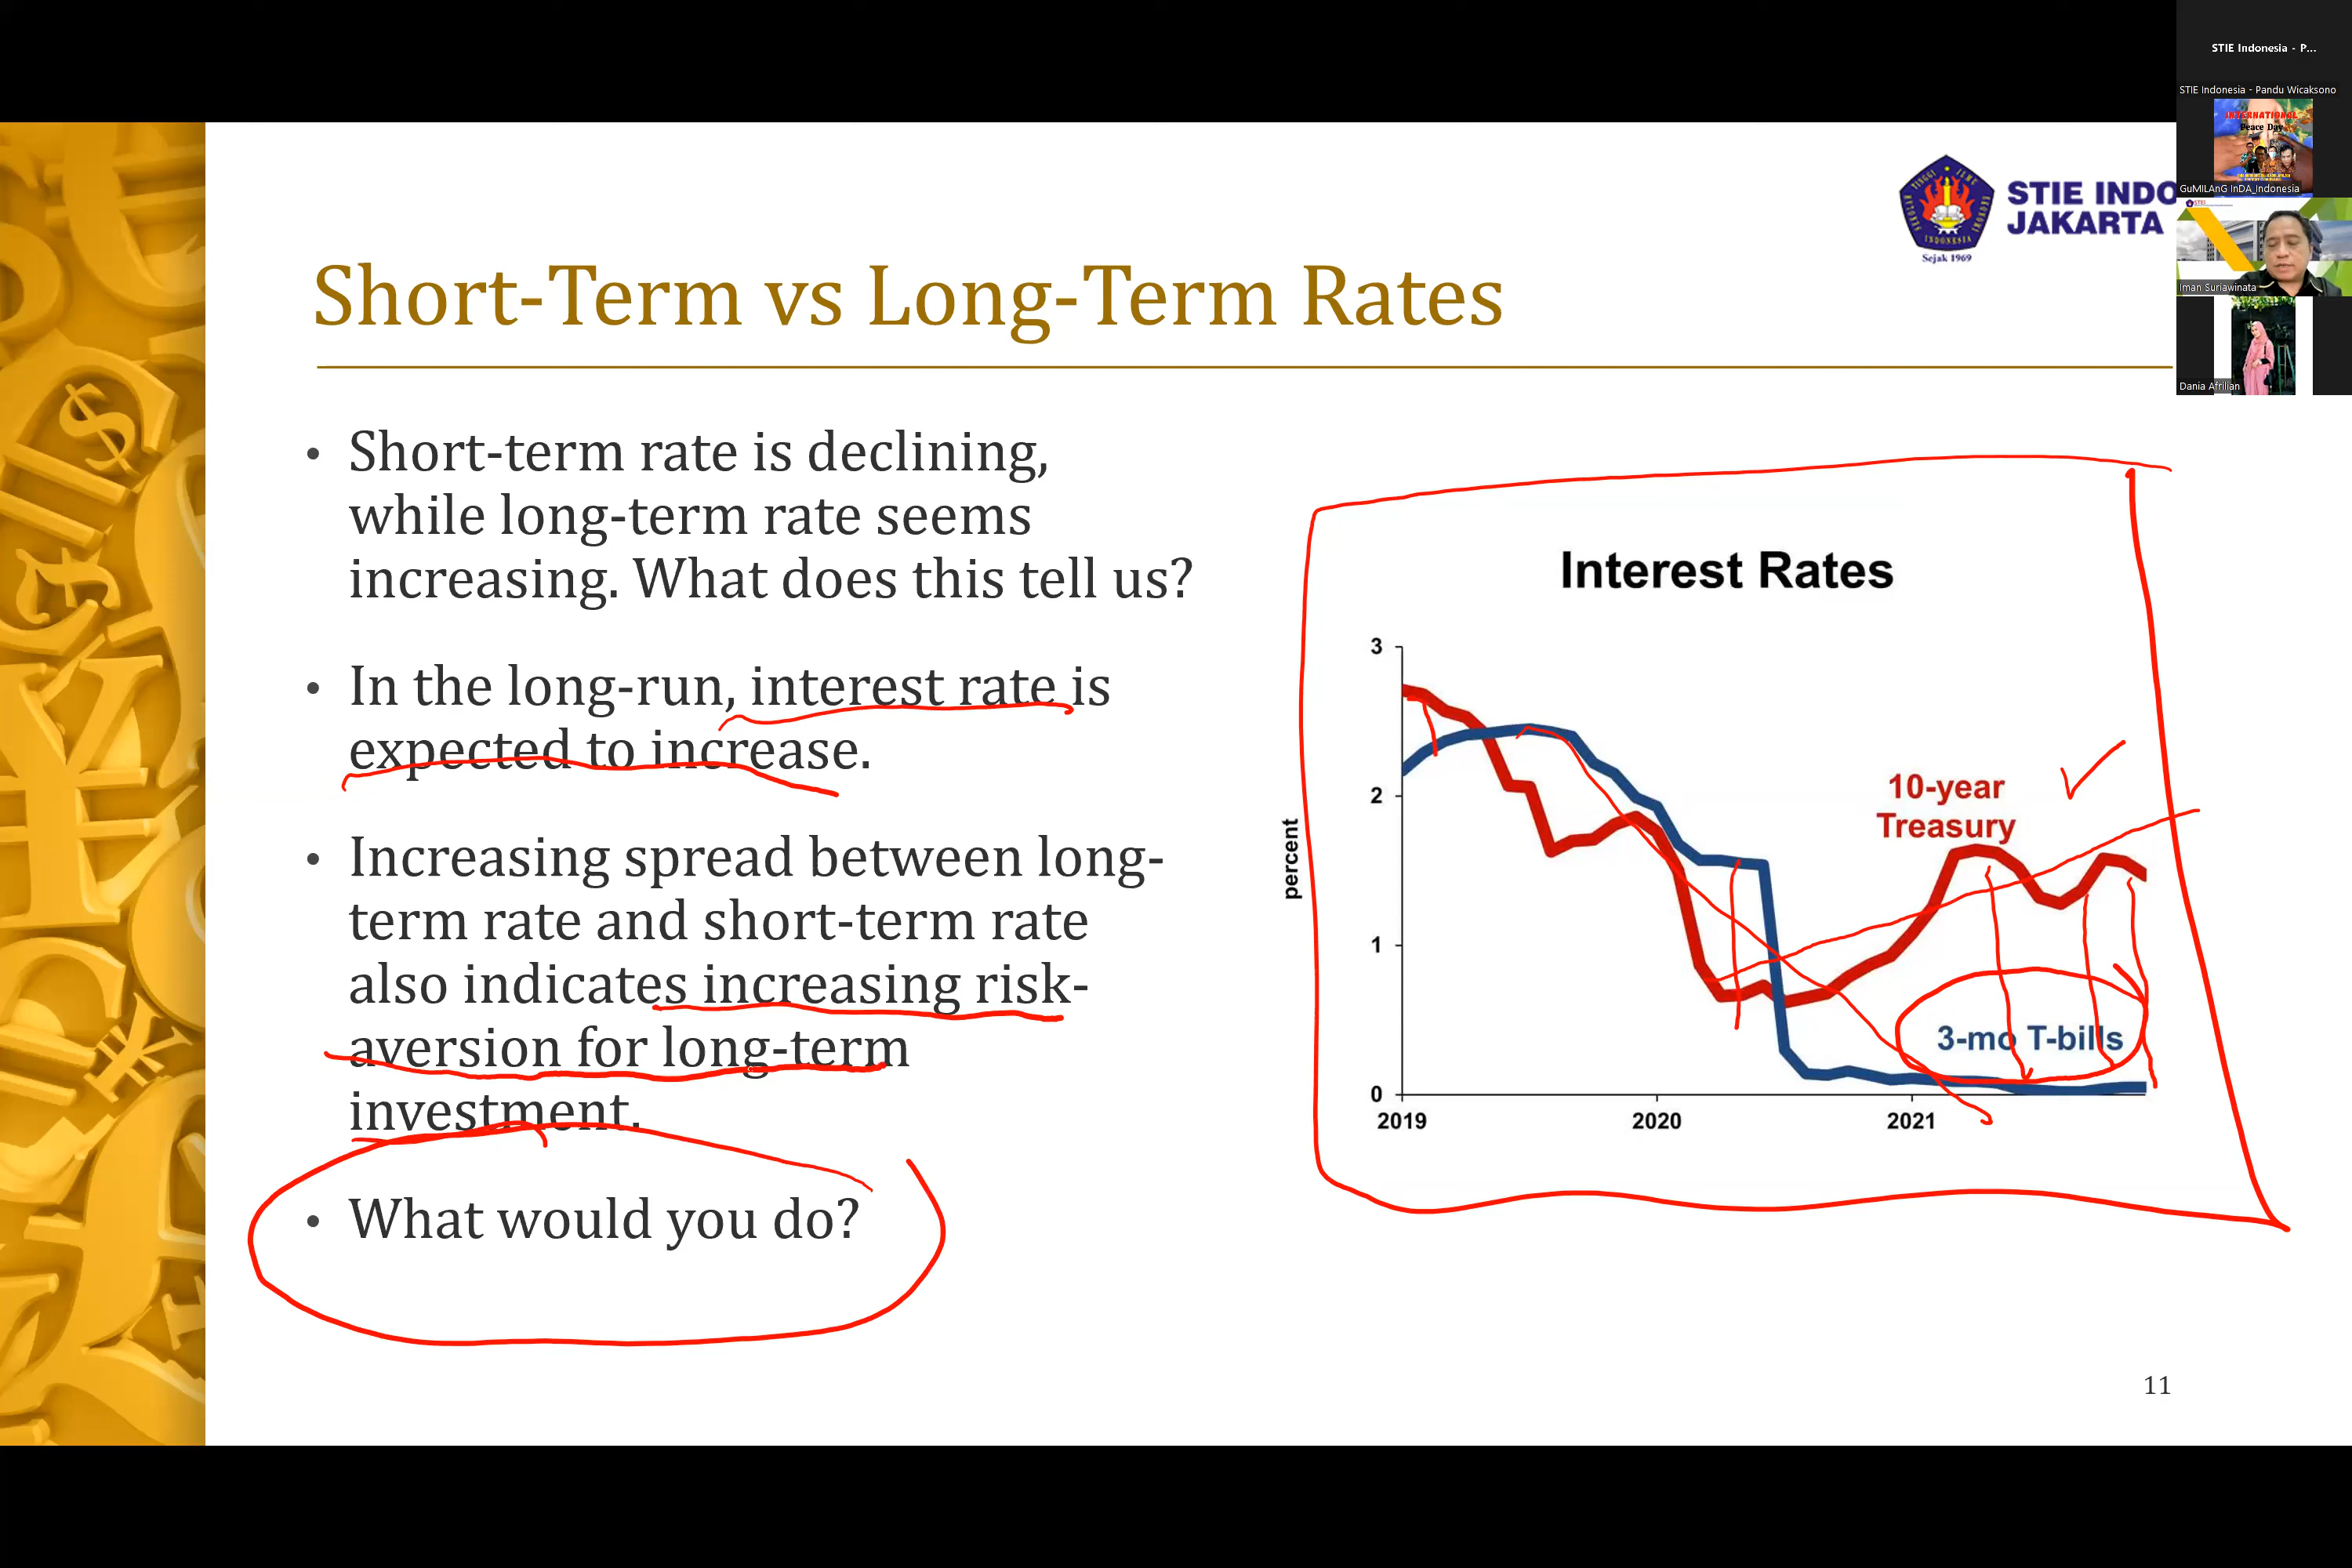 STIE Indonesia - P...
STIE Indonesia - Pandu Wicaksono
INTERNATIONAL
Peace Day
GuMILAnG InDA_Indonesia
Iman Suriawinata
Dania Afrilian
STIE INDO
JAKARTA
Sejak 1969
Short-Term vs Long-Term Rates
• Short-term rate is declining,
while long-term rate seems
increasing. What does this tell us?
• In the long-run, interest rate is
expected to increase.
• Increasing spread between long-
term rate and short-term rate
also indicates increasing risk-
aversion for long-term
investment.
• What would you do?
Interest Rates
percent
3
2
1
0
2019
2020
2021
10-year
Treasury
3-mo T-bills
11